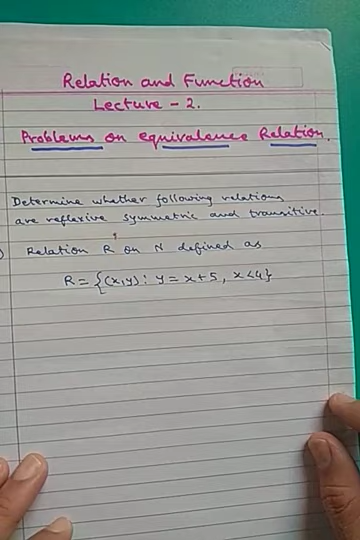 Relation and Function
Lecture - 2.
Problems on equivalence Relation.
Determine whether following relations
are reflexive symmetric and transitive.
) Relation R on N defined as
R = {(x,y) : y = x+5, x<4}